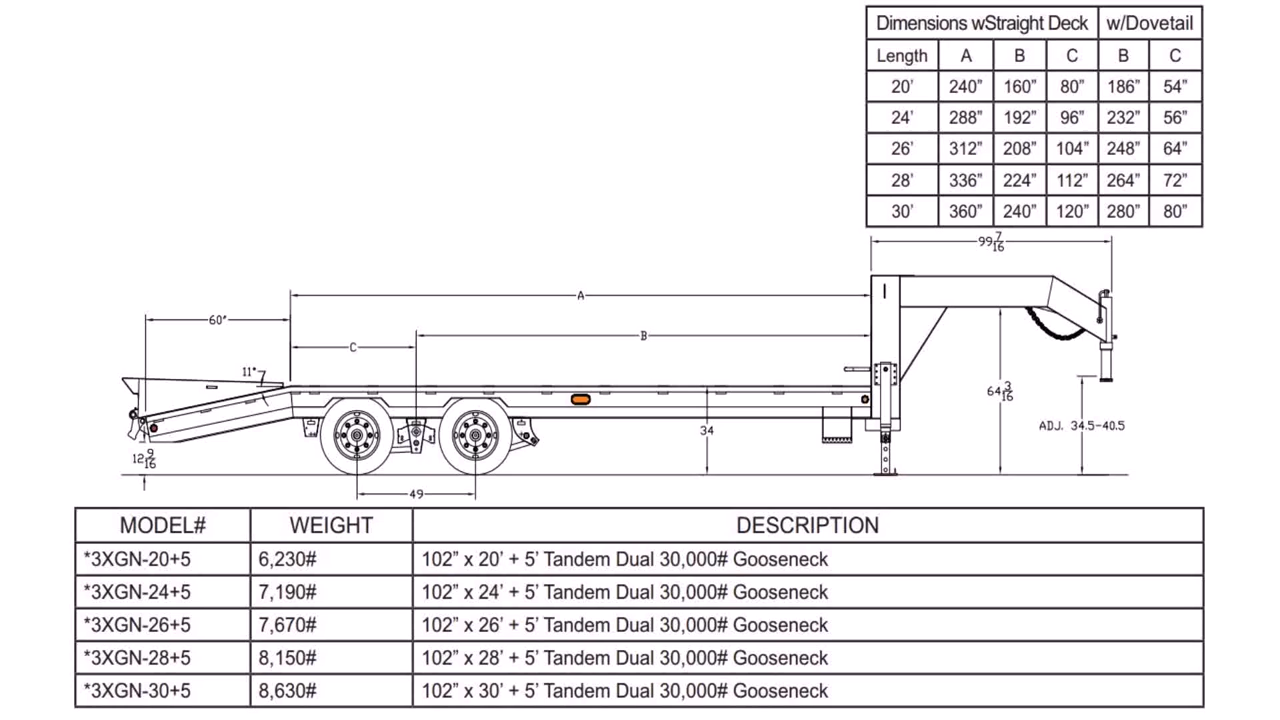 Dimensions wStraight Deck w/Dovetail
Length A B C B C
20’ 240” 160” 80” 186” 54”
24’ 288” 192” 96” 232” 56”
26’ 312” 208” 104” 248” 64”
28’ 336” 224” 112” 264” 72”
30’ 360” 240” 120” 280” 80”
99 7/16
A
60"
B
C
11°
64 3/16
34
ADJ. 34.5-40.5
12 9/16
49
MODEL# WEIGHT DESCRIPTION
*3XGN-20+5 6,230# 102” x 20’ + 5’ Tandem Dual 30,000# Gooseneck
*3XGN-24+5 7,190# 102” x 24’ + 5’ Tandem Dual 30,000# Gooseneck
*3XGN-26+5 7,670# 102” x 26’ + 5’ Tandem Dual 30,000# Gooseneck
*3XGN-28+5 8,150# 102” x 28’ + 5’ Tandem Dual 30,000# Gooseneck
*3XGN-30+5 8,630# 102” x 30’ + 5’ Tandem Dual 30,000# Gooseneck